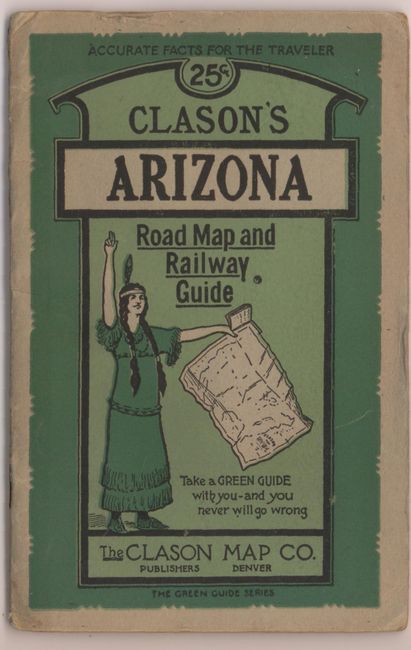 ACCURATE FACTS FOR THE TRAVELER
25¢
CLASON'S
ARIZONA
Road Map and
Railway
Guide
Take a GREEN GUIDE
with you-and you
never will go wrong
The CLASON MAP CO.
PUBLISHERS DENVER
THE GREEN GUIDE SERIES